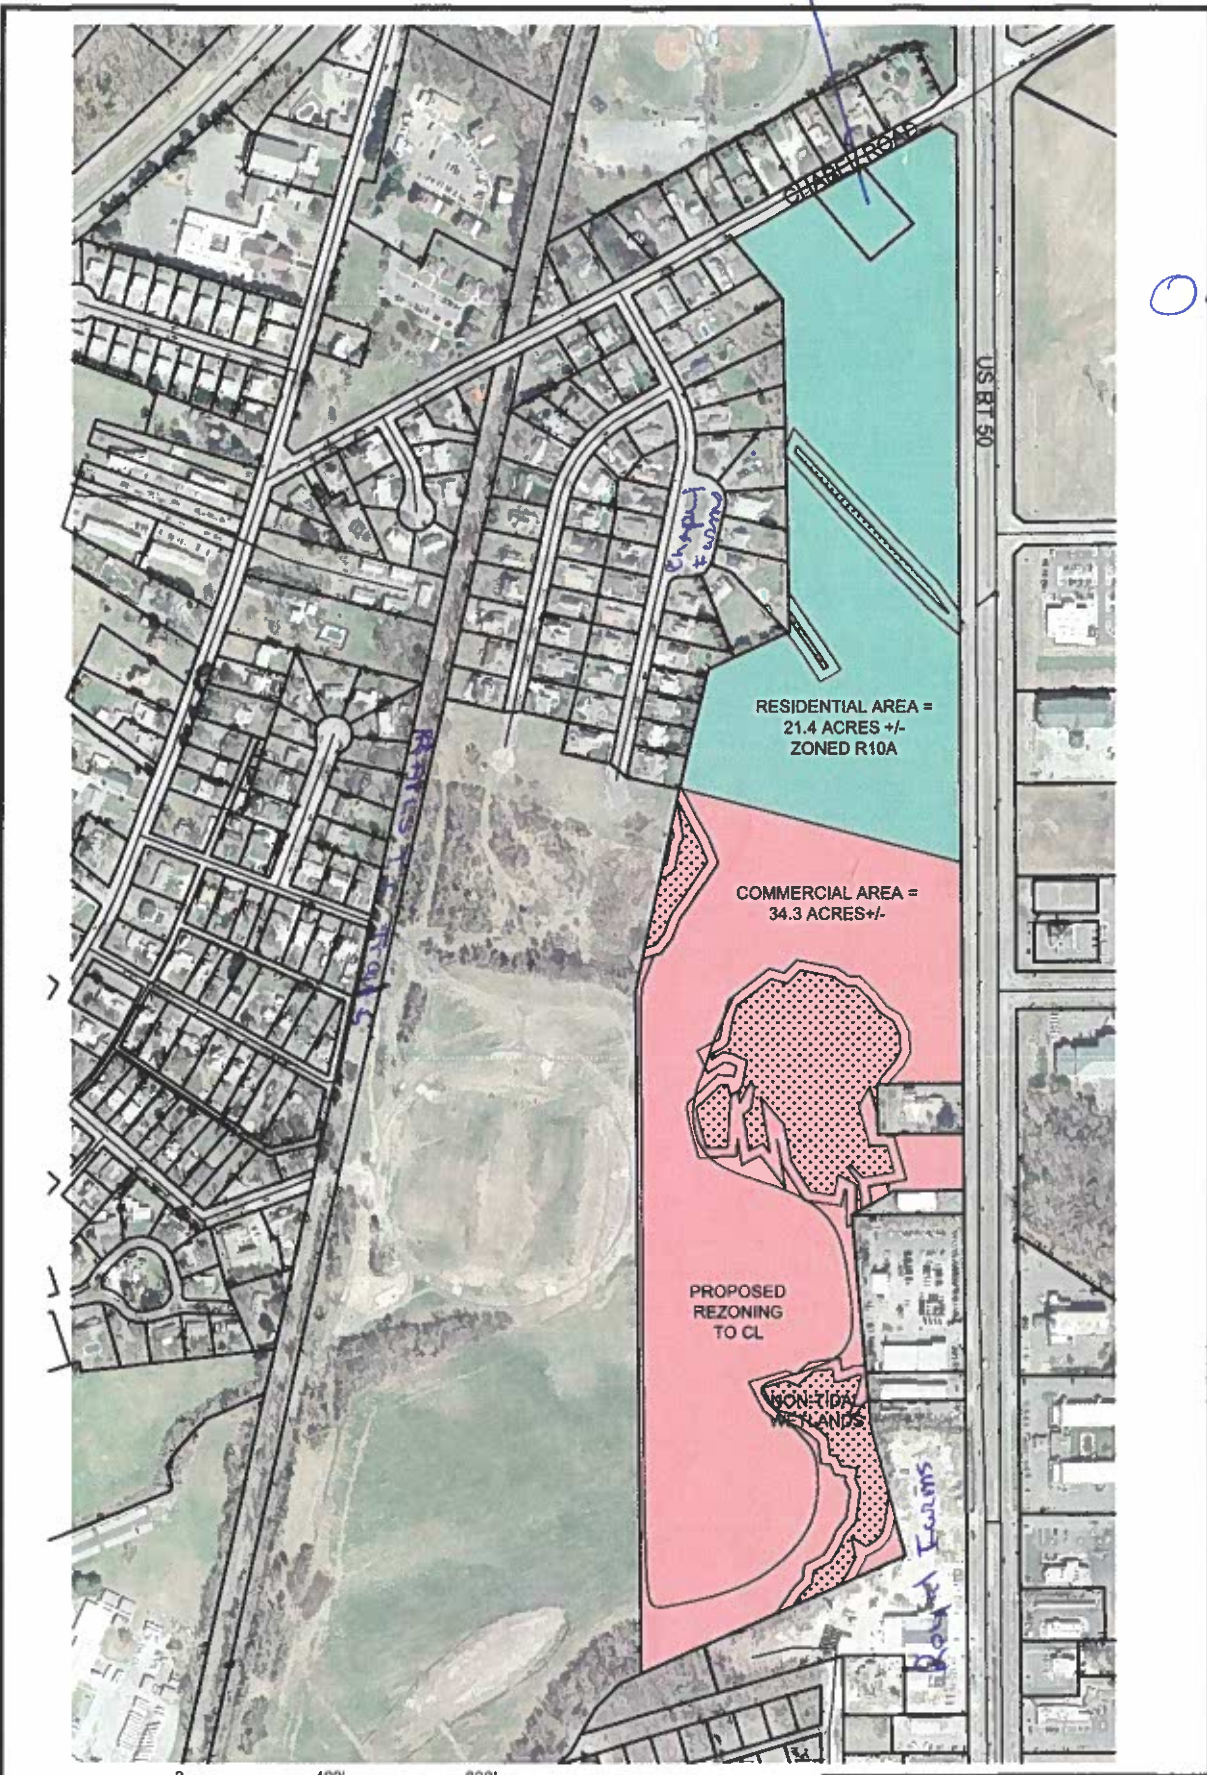 CHAPEL ROAD
US RT 50
Chapel
Farm
RESIDENTIAL AREA =
21.4 ACRES +/-
ZONED R10A
RAILS TO TRAILS
COMMERCIAL AREA =
34.3 ACRES+/-
PROPOSED
REZONING
TO CL
NON-TIDAL
WETLANDS
Royal Farms